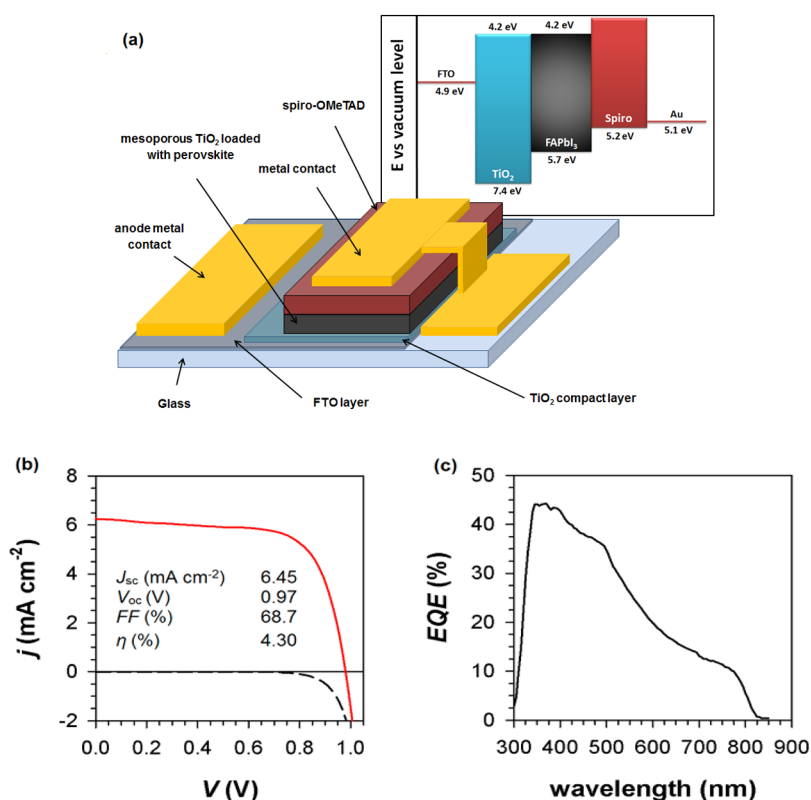 (a)
E vs vacuum level
4.2 eV
4.2 eV
FTO
4.9 eV
Spiro
Au
5.2 eV
5.1 eV
FAPbI3
5.7 eV
TiO2
7.4 eV
spiro-OMeTAD
mesoporous TiO2 loaded
with perovskite
metal contact
anode metal
contact
Glass
FTO layer
TiO2 compact layer
(b)
j (mA cm-2)
8
6
4
2
0
-2
Jsc (mA cm-2) 6.45
Voc (V) 0.97
FF (%) 68.7
η (%) 4.30
0.0 0.2 0.4 0.6 0.8 1.0
V (V)
(c)
EQE (%)
50
40
30
20
10
0
300 400 500 600 700 800 900
wavelength (nm)